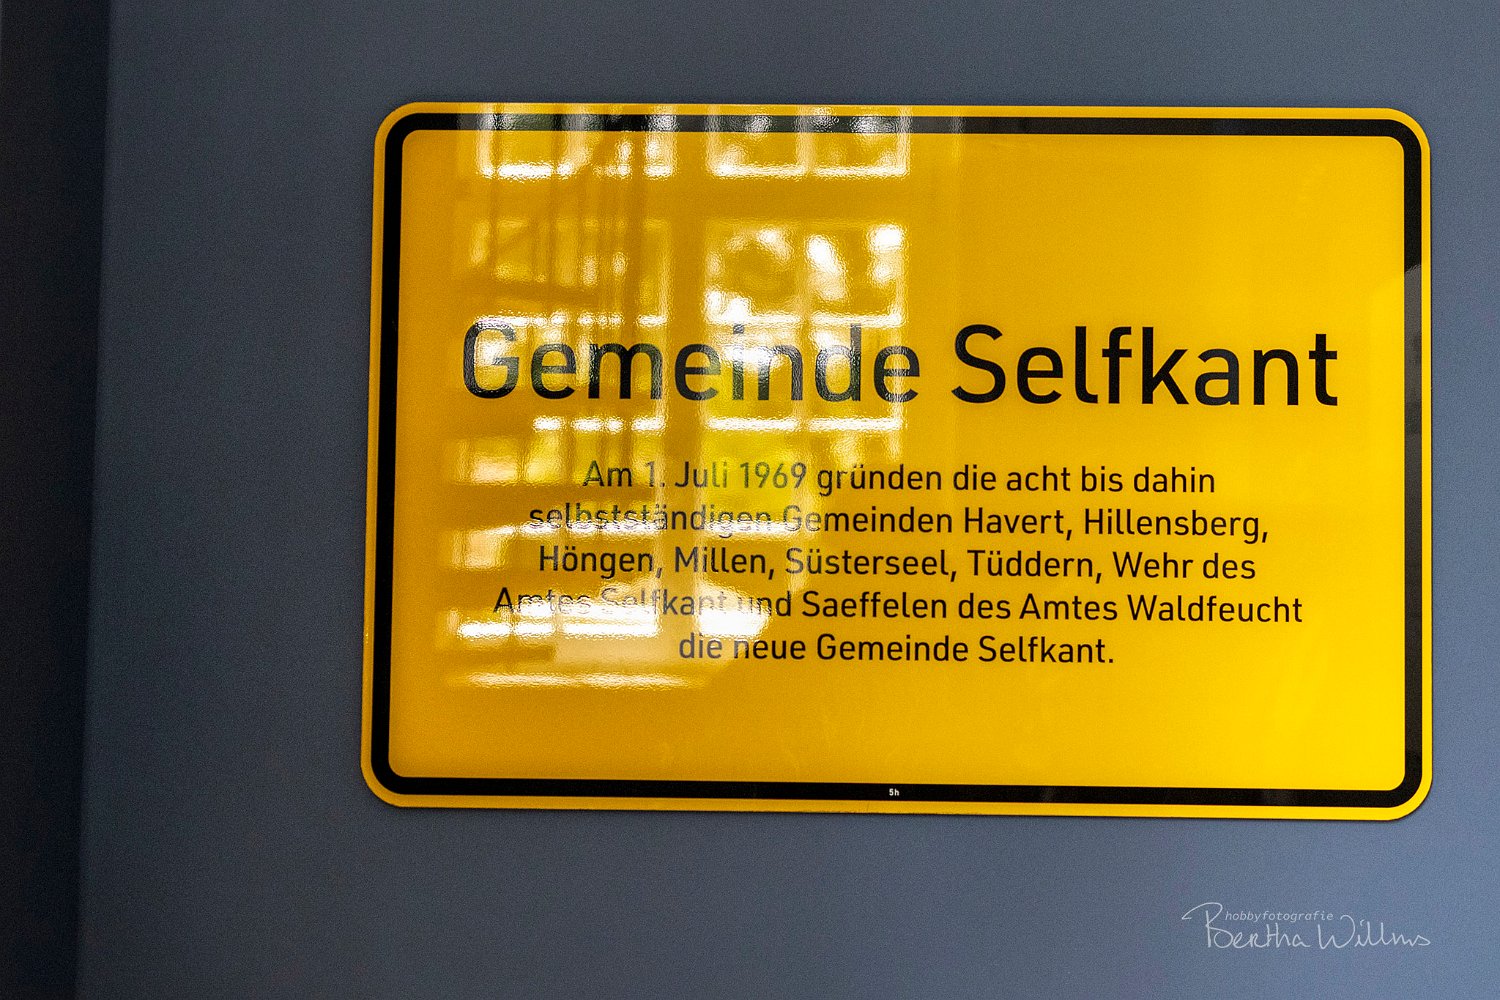 Gemeinde Selfkant
Am 1. Juli 1969 gründen die acht bis dahin
selbstständigen Gemeinden Havert, Hillensberg,
Höngen, Millen, Süsterseel, Tüddern, Wehr des
Amtes Selfkant und Saeffelen des Amtes Waldfeucht
die neue Gemeinde Selfkant.
5h
hobbyfotografie
Bertha Willms